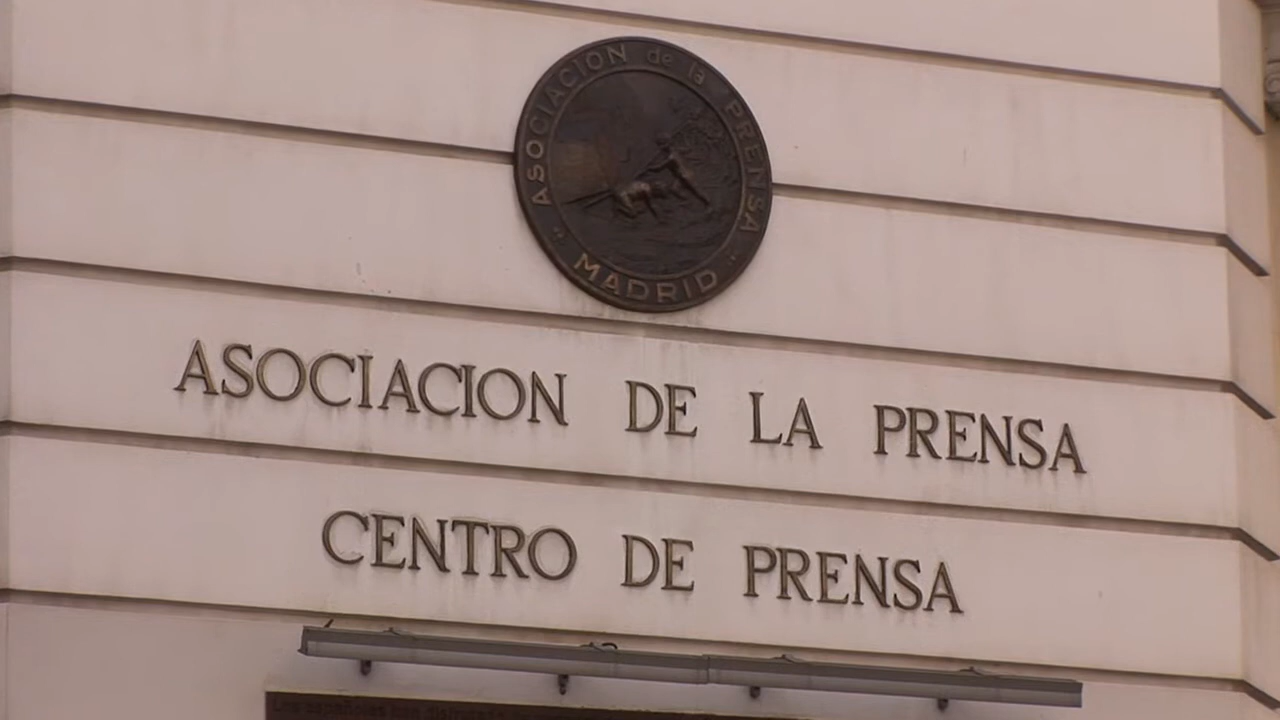 ASOCIACION de la PRENSA
MADRID
ASOCIACION DE LA PRENSA
CENTRO DE PRENSA